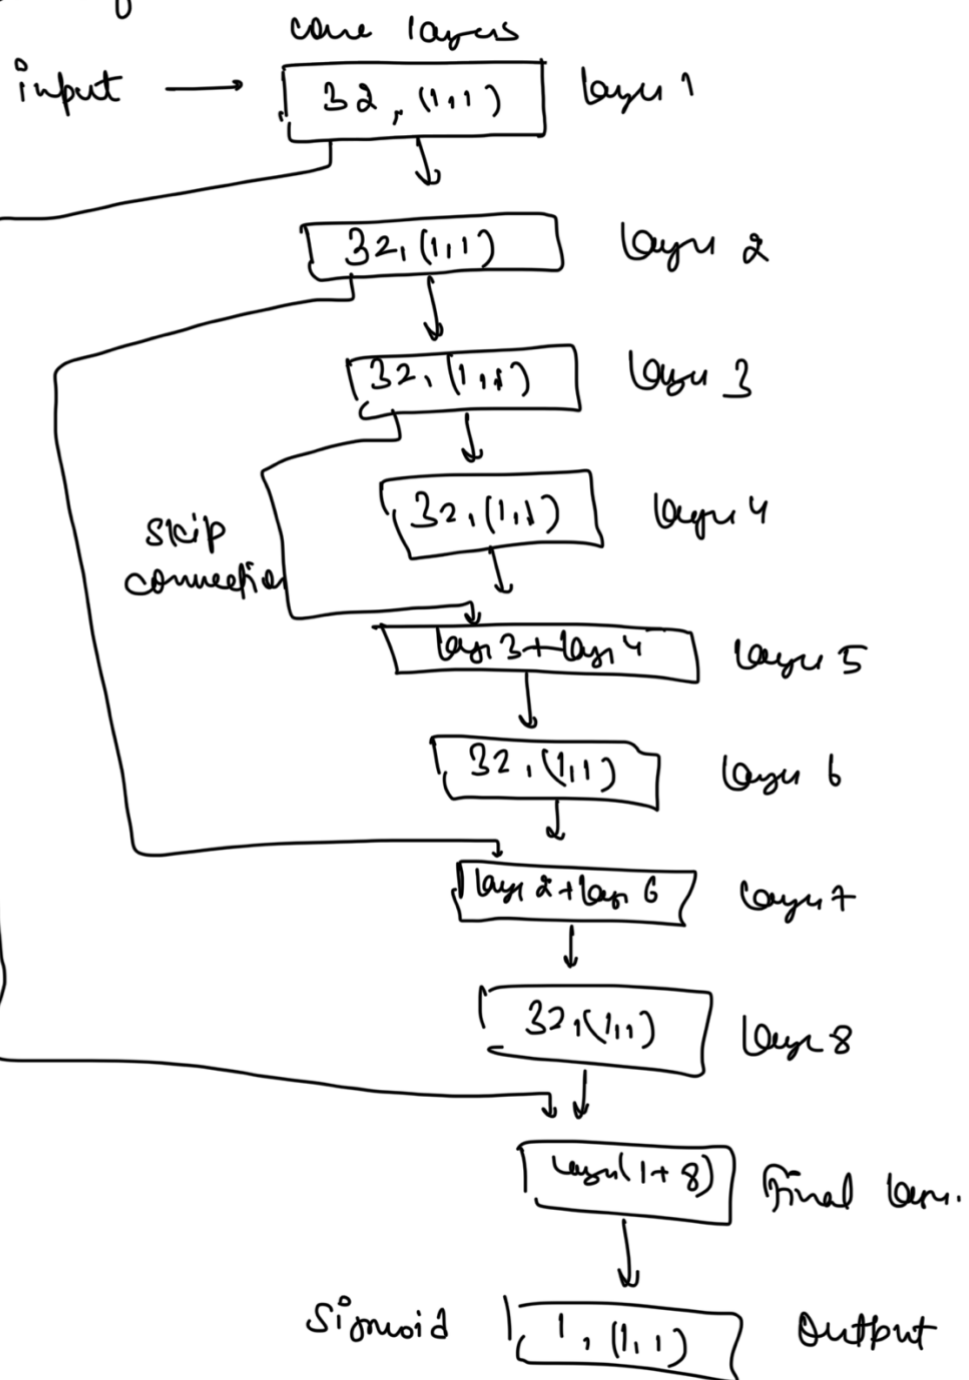 conv layers
input
32, (1,1)
layer 1
32, (1,1)
layer 2
32, (1,1)
layer 3
32, (1,1)
layer 4
skip
connection
layer 3 + layer 4
layer 5
32, (1,1)
layer 6
layer 2 + layer 6
layer 7
32, (1,1)
layer 8
layer (1 + 8)
Final layer.
Sigmoid
1, (1,1)
Output